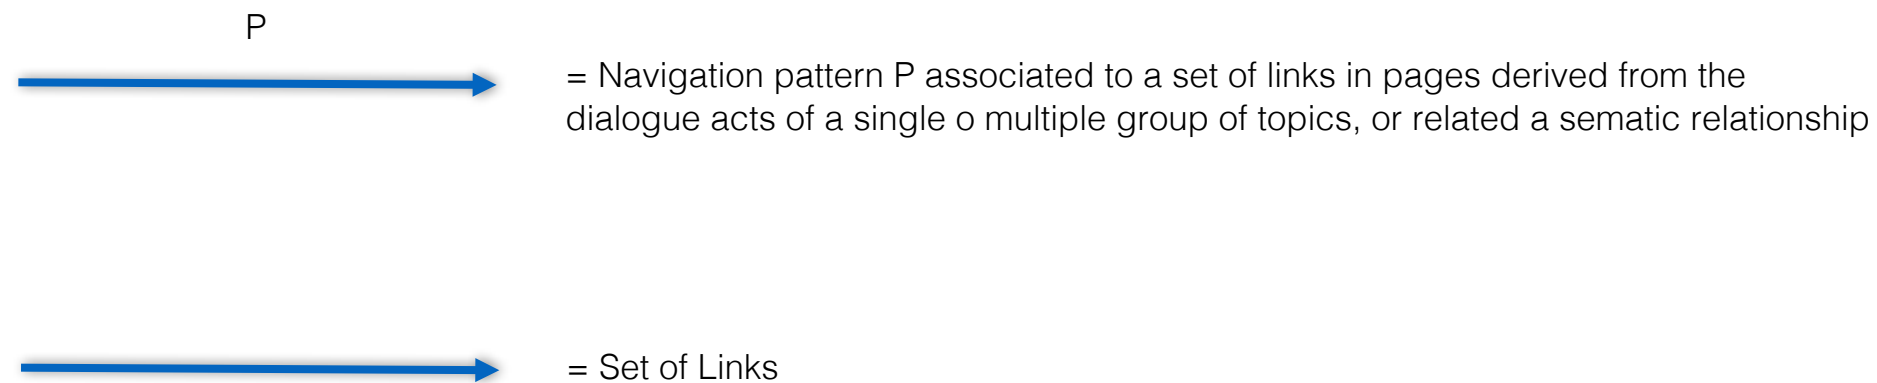 P
= Navigation pattern P associated to a set of links in pages derived from the
dialogue acts of a single o multiple group of topics, or related a sematic relationship
= Set of Links